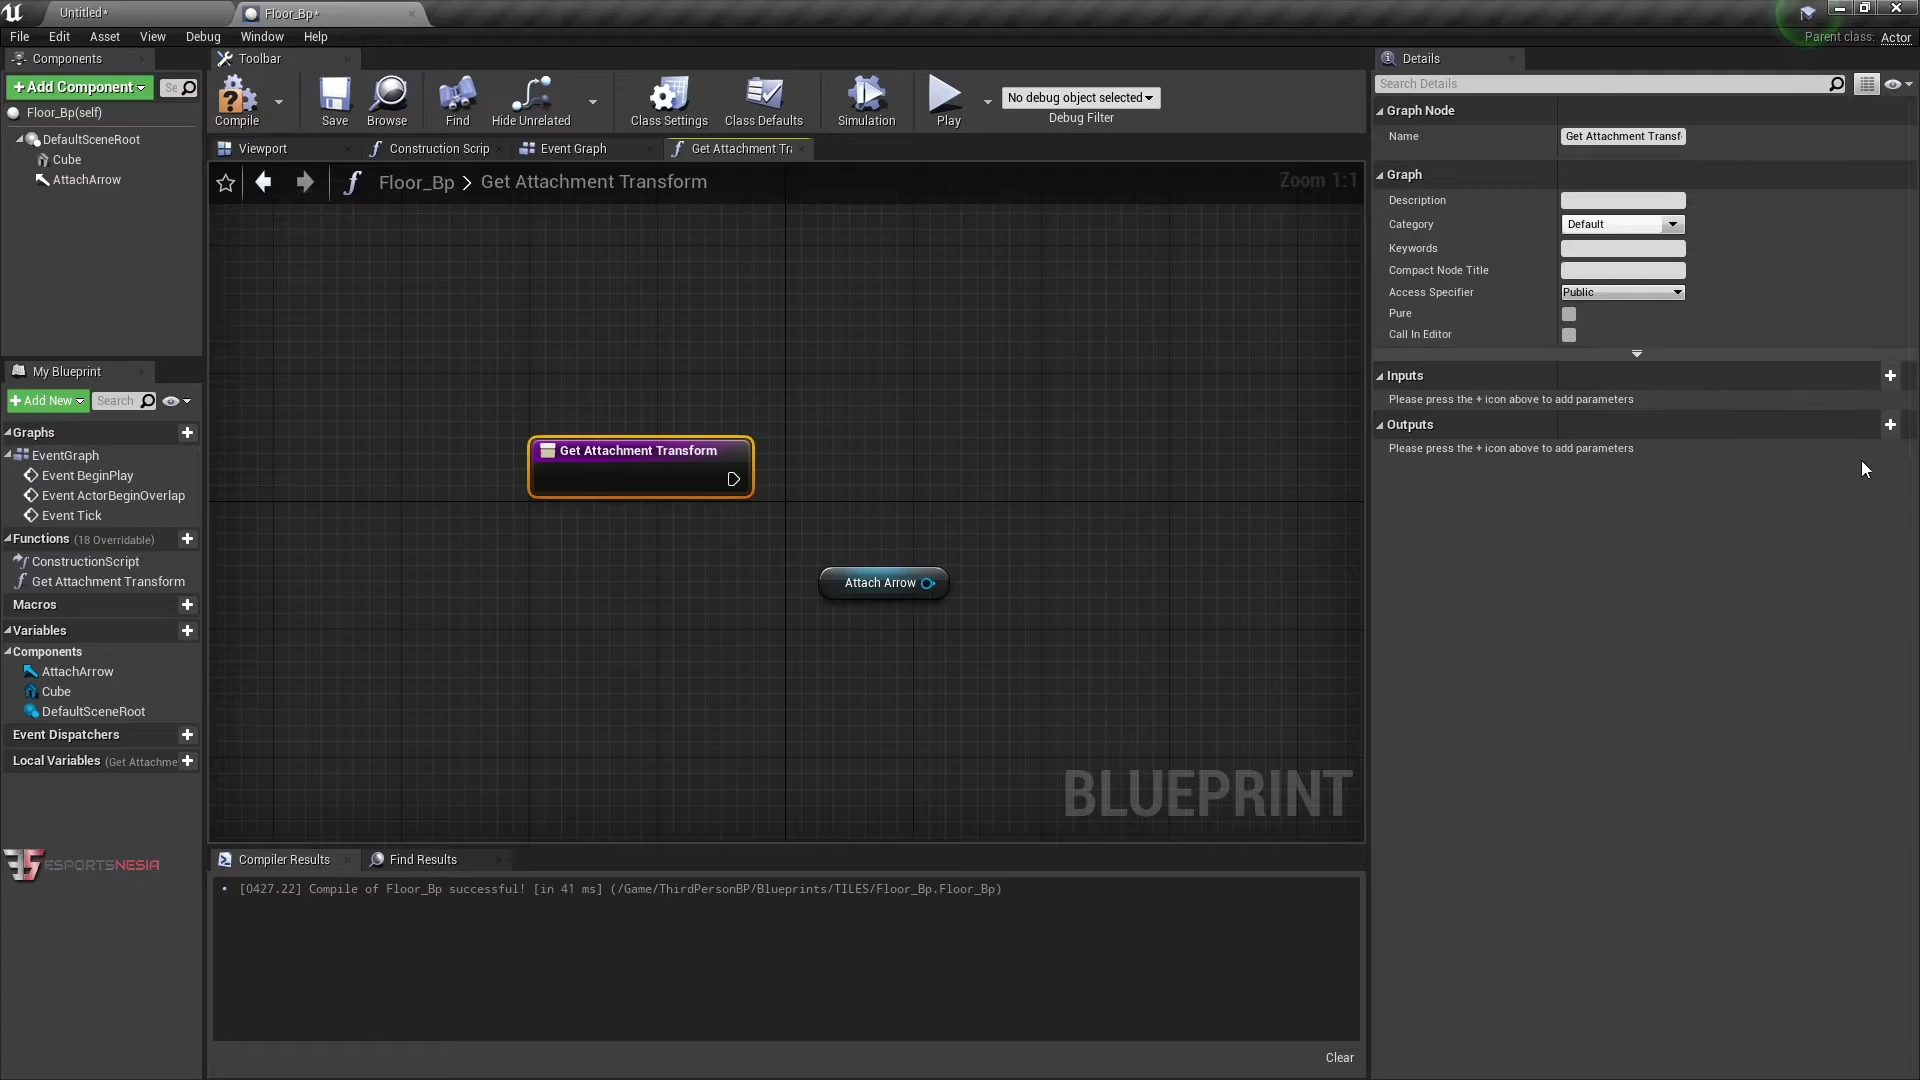 Untitled*
Floor_Bp*
File Edit Asset View Debug Window Help
Parent class: Actor
Components
Toolbar
Details
+ Add Component
Se
Floor_Bp(self)
DefaultSceneRoot
Cube
AttachArrow
Compile
Save
Browse
Find
Hide Unrelated
Class Settings
Class Defaults
Simulation
Play
No debug object selected
Debug Filter
Search Details
Graph Node
Name
Get Attachment Transf
Graph
Description
Category
Default
Keywords
Compact Node Title
Access Specifier
Public
Pure
Call In Editor
Inputs
Please press the + icon above to add parameters
Outputs
Please press the + icon above to add parameters
Viewport
Construction Scrip
Event Graph
Get Attachment Tr
Floor_Bp > Get Attachment Transform
Zoom 1:1
Get Attachment Transform
Attach Arrow
BLUEPRINT
My Blueprint
+ Add New
Search
Graphs
EventGraph
Event BeginPlay
Event ActorBeginOverlap
Event Tick
Functions (18 Overridable)
ConstructionScript
Get Attachment Transform
Macros
Variables
Components
AttachArrow
Cube
DefaultSceneRoot
Event Dispatchers
Local Variables (Get Attachme
ESPORTSNESIA
Compiler Results
Find Results
[0427.22] Compile of Floor_Bp successful! [in 41 ms] (/Game/ThirdPersonBP/Blueprints/TILES/Floor_Bp.Floor_Bp)
Clear